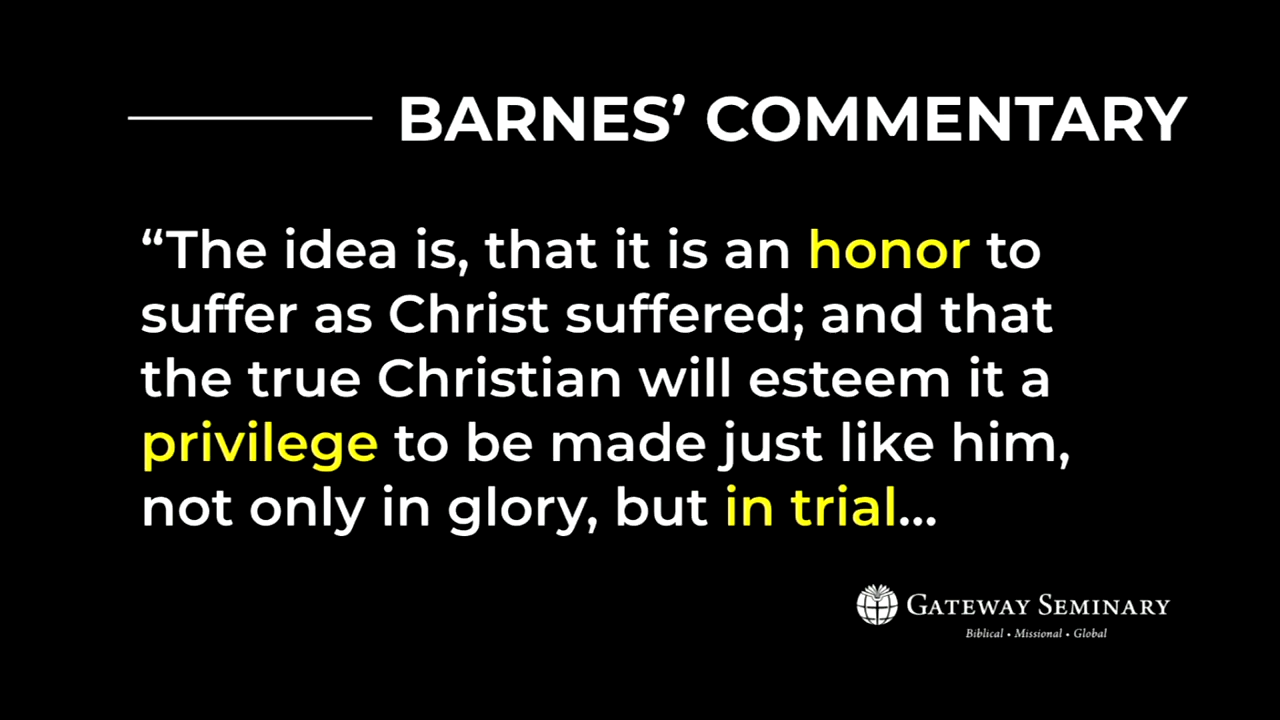 BARNES’ COMMENTARY
“The idea is, that it is an honor to
suffer as Christ suffered; and that
the true Christian will esteem it a
privilege to be made just like him,
not only in glory, but in trial...
GATEWAY SEMINARY
Biblical • Missional • Global